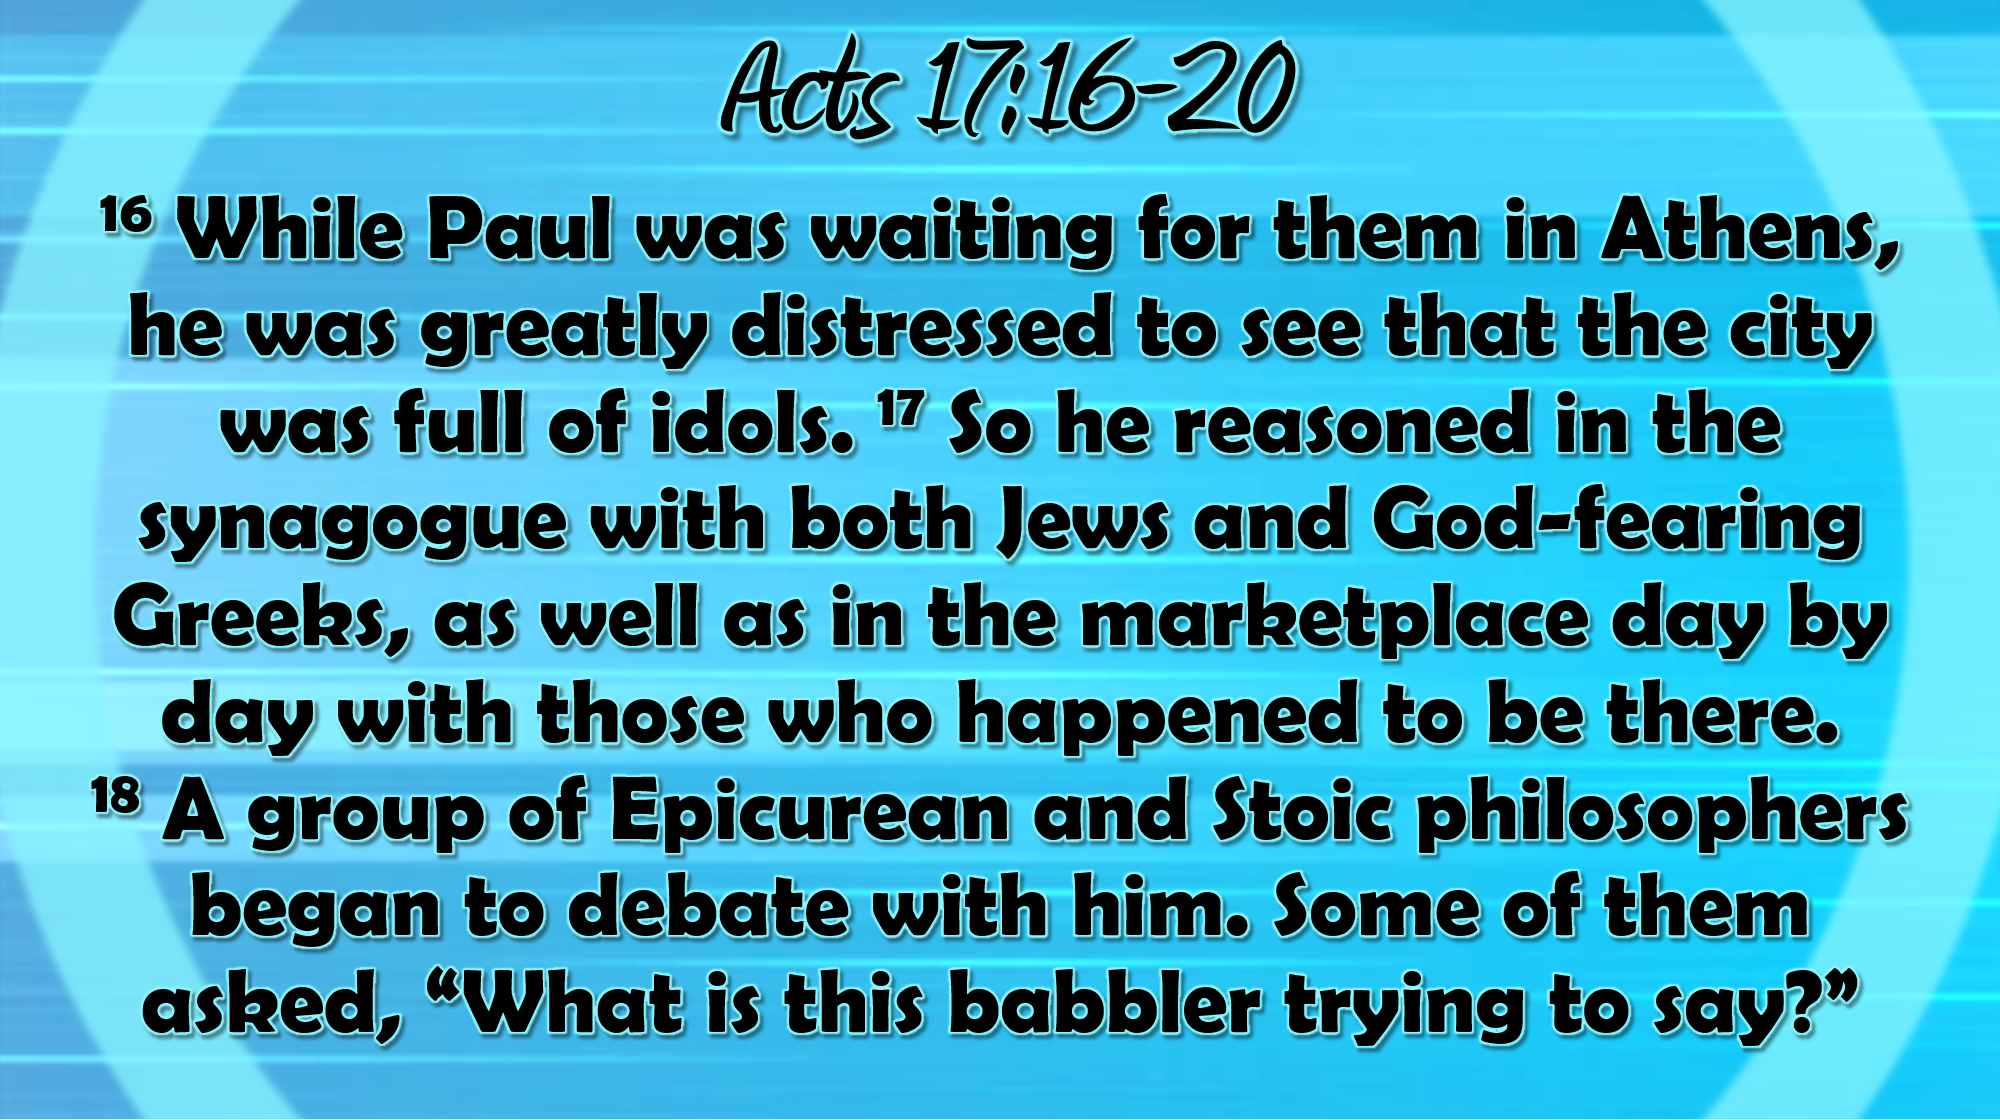 Acts 17:16-20
16 While Paul was waiting for them in Athens,
he was greatly distressed to see that the city
was full of idols. 17 So he reasoned in the
synagogue with both Jews and God-fearing
Greeks, as well as in the marketplace day by
day with those who happened to be there.
18 A group of Epicurean and Stoic philosophers
began to debate with him. Some of them
asked, “What is this babbler trying to say?”